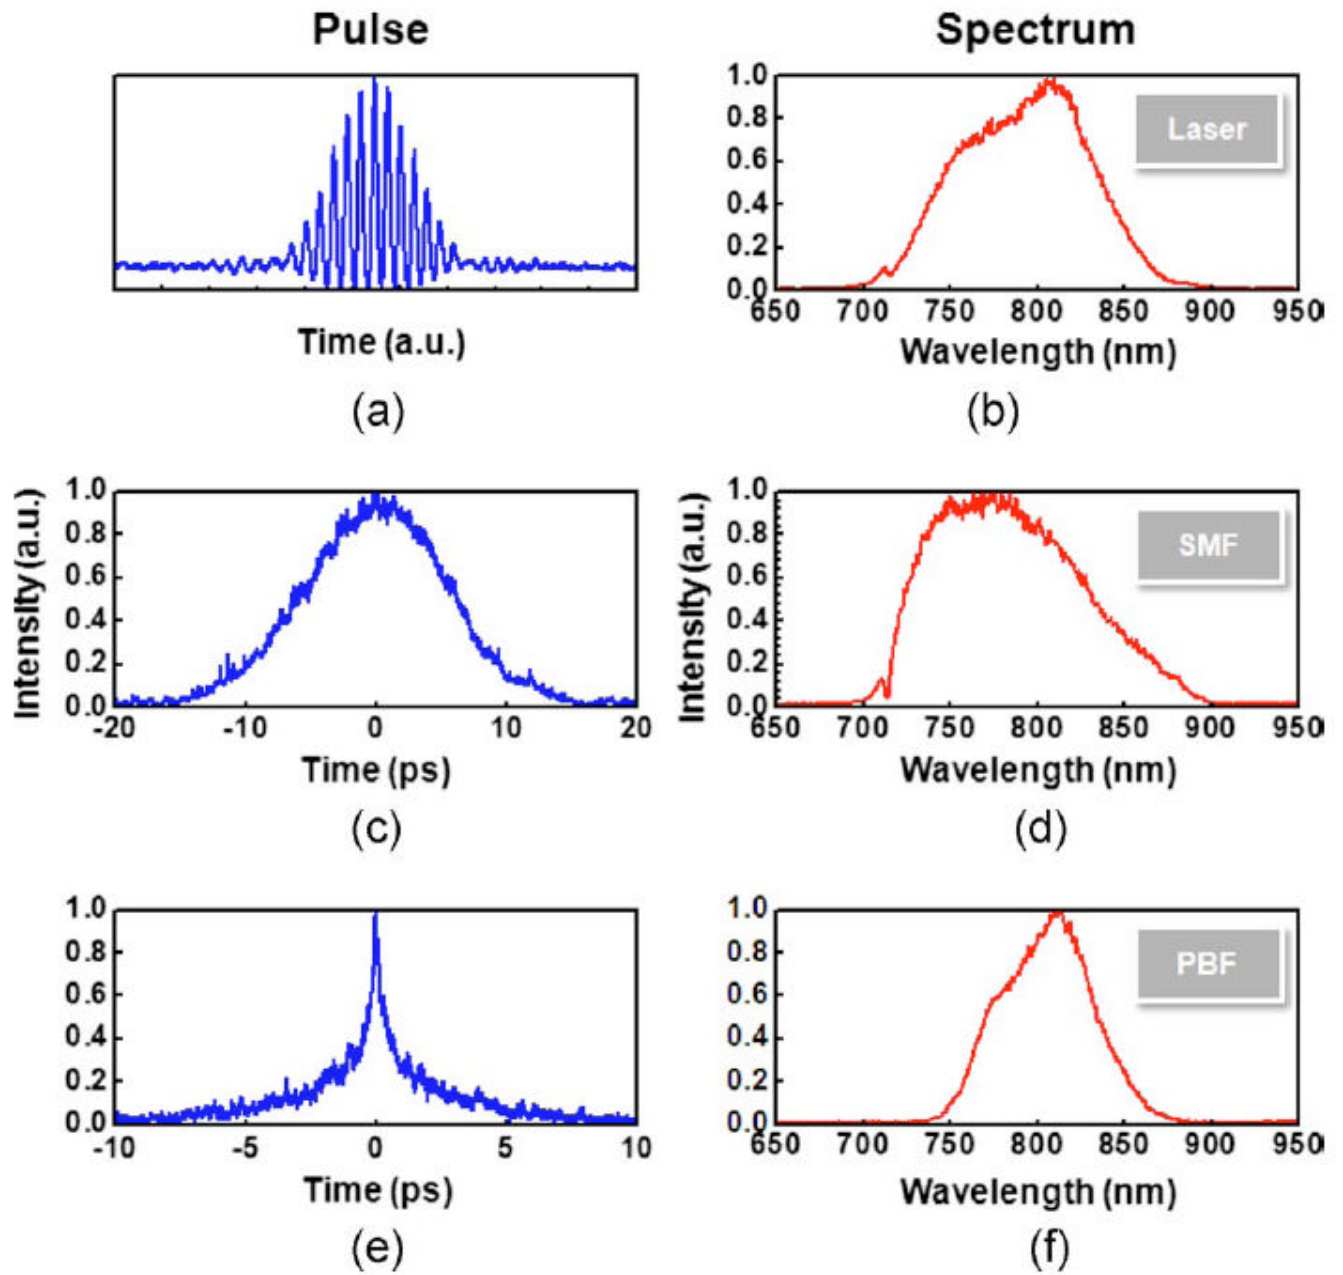 Pulse
Spectrum
1.0
0.8
0.6
0.4
0.2
0.0
650 700 750 800 850 900 950
Laser
Time (a.u.)
Wavelength (nm)
(a)
(b)
Intensity (a.u.)
1.0
0.8
0.6
0.4
0.2
0.0
-20 -10 0 10 20
Time (ps)
(c)
Intensity (a.u.)
1.0
0.8
0.6
0.4
0.2
0.0
650 700 750 800 850 900 950
SMF
Wavelength (nm)
(d)
1.0
0.8
0.6
0.4
0.2
0.0
-10 -5 0 5 10
Time (ps)
(e)
1.0
0.8
0.6
0.4
0.2
0.0
650 700 750 800 850 900 950
PBF
Wavelength (nm)
(f)